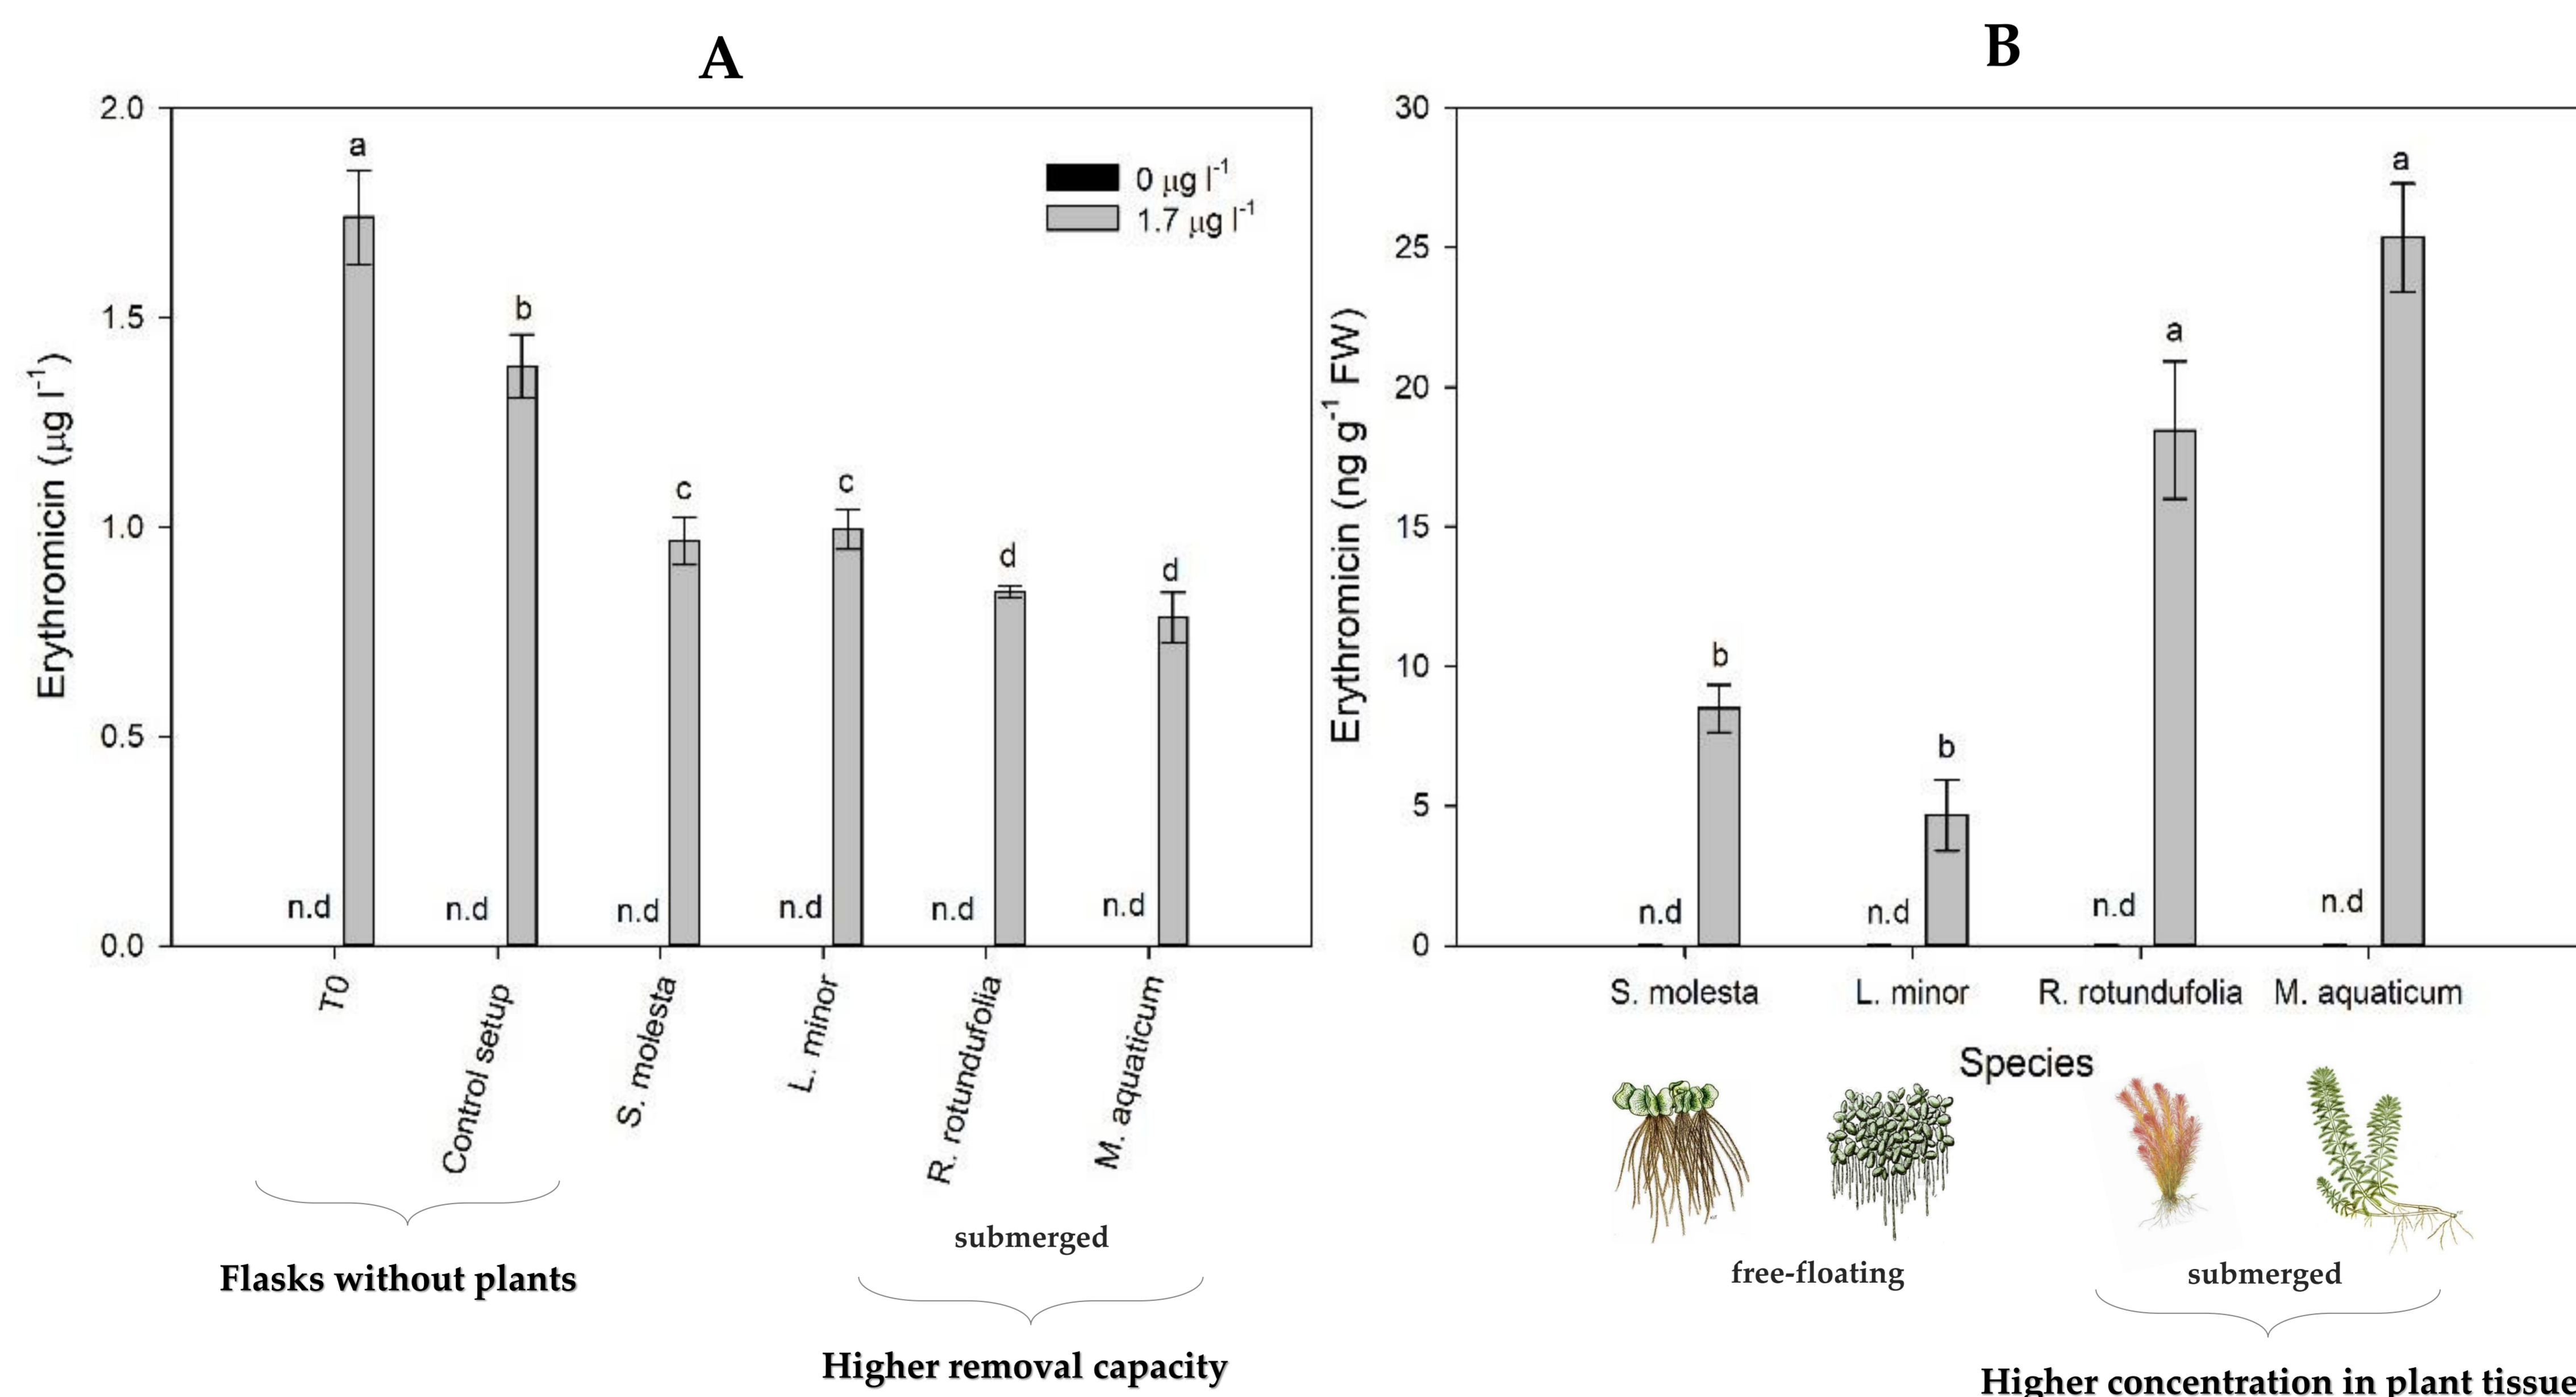 A
2.0
1.5
1.0
0.5
0.0
Erythromicin (µg l⁻¹)
0 µg l⁻¹
1.7 µg l⁻¹
a
b
c
c
d
d
n.d
n.d
n.d
n.d
n.d
n.d
T0
Control setup
S. molesta
L. minor
R. rotundufolia
M. aquaticum
Flasks without plants
submerged
Higher removal capacity
B
30
25
20
15
10
5
0
Erythromicin (ng g⁻¹ FW)
b
b
a
a
n.d
n.d
n.d
n.d
S. molesta
L. minor
R. rotundufolia
M. aquaticum
Species
free-floating
submerged
Higher concentration in plant tissue